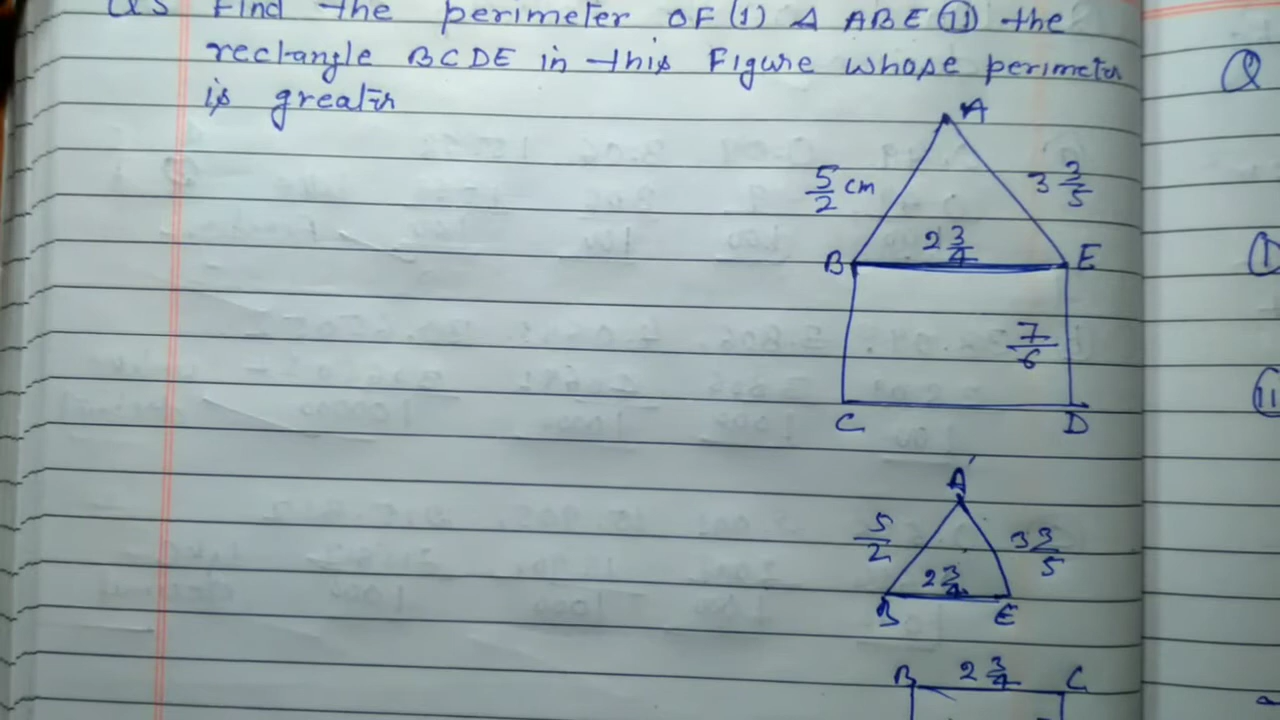 Q5 Find the perimeter OF (1) Δ ABE (ii) the
rectangle BCDE in this Figure whose perimeter
is greater
A
5/2 cm
3 3/5
2 3/4
B
E
7/6
C
D
A
5/2
3 3/5
2 3/4
B
E
B
2 3/4
C
Q